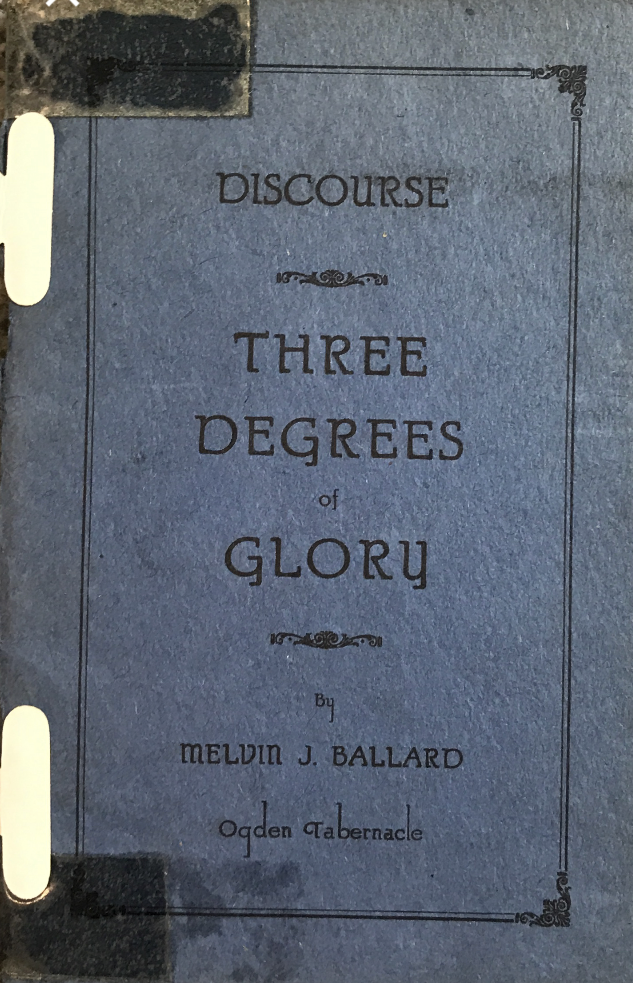 DISCOURSE
THREE
DEGREES
of
GLORY
By
MELVIN J. BALLARD
Ogden Tabernacle